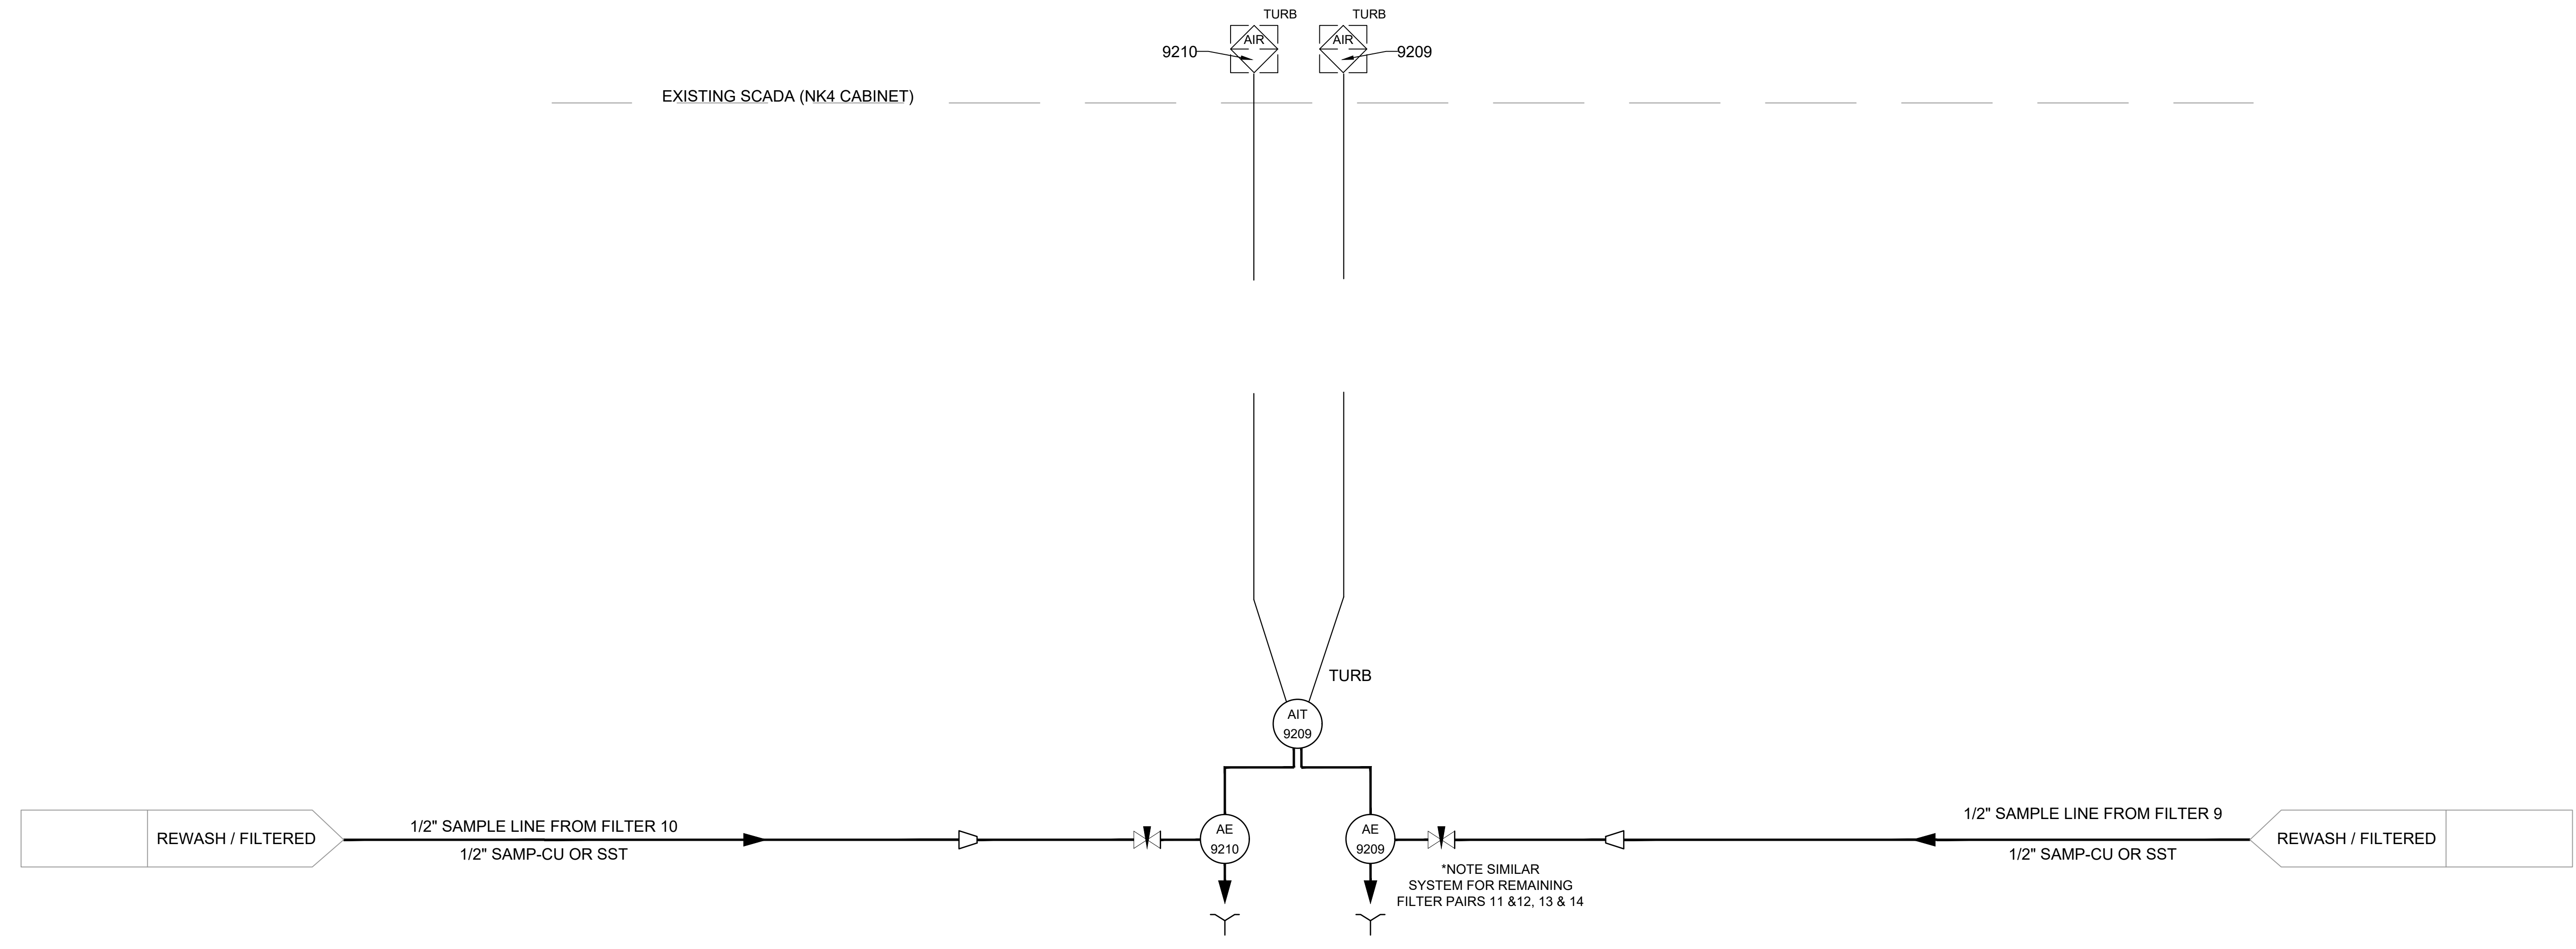 TURB
TURB
AIR
AIR
9210
9209
EXISTING SCADA (NK4 CABINET)
TURB
AIT
9209
1/2" SAMPLE LINE FROM FILTER 10
1/2" SAMPLE LINE FROM FILTER 9
REWASH / FILTERED
AE
9210
AE
9209
REWASH / FILTERED
1/2" SAMP-CU OR SST
1/2" SAMP-CU OR SST
*NOTE SIMILAR
SYSTEM FOR REMAINING
FILTER PAIRS 11 &12, 13 & 14